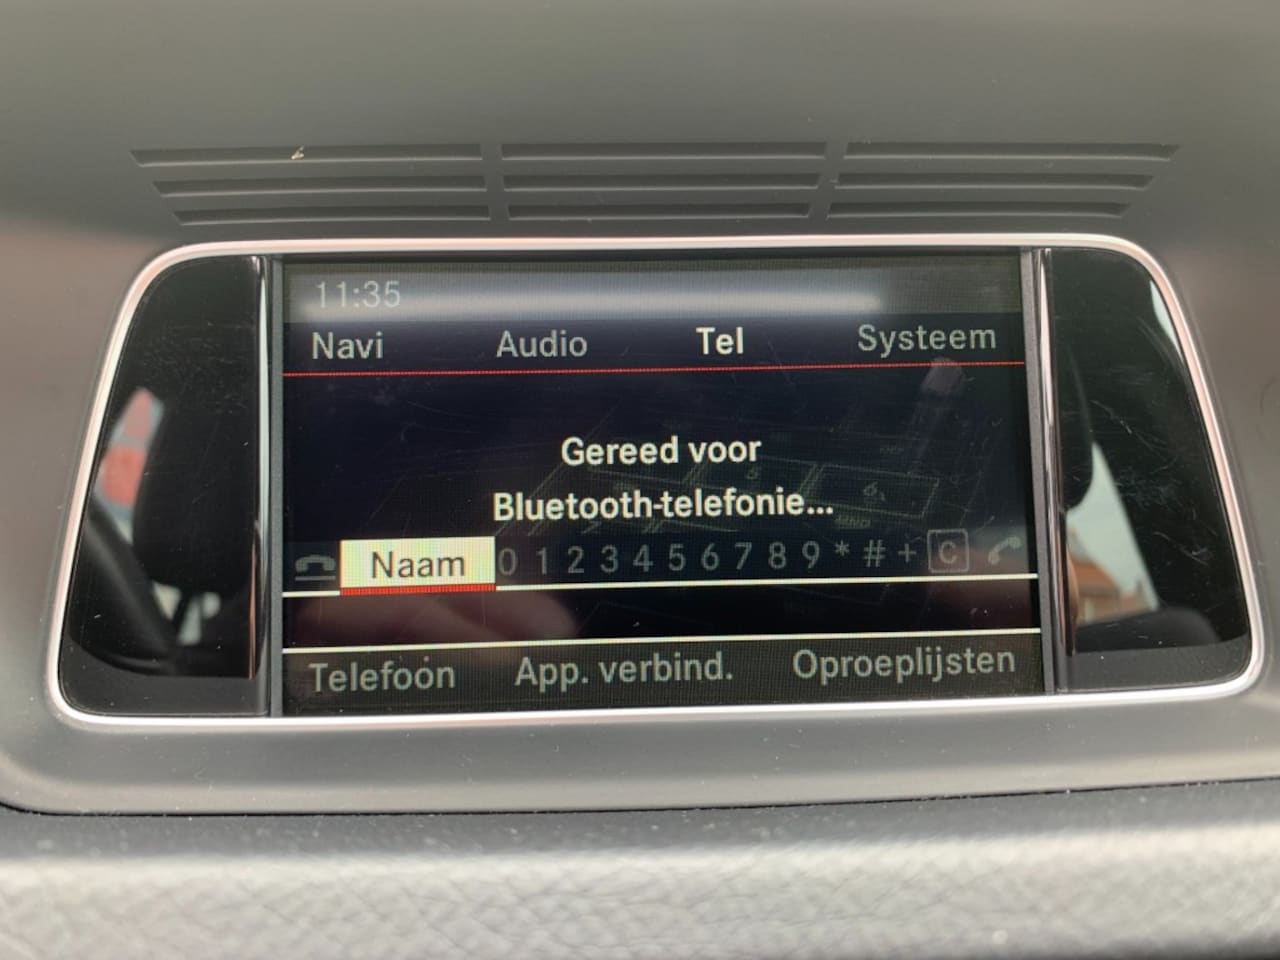 11:35
Navi Audio Tel Systeem
Gereed voor
Bluetooth-telefonie...
Naam 0 1 2 3 4 5 6 7 8 9 * # + C
Telefoon App. verbind. Oproeplijsten